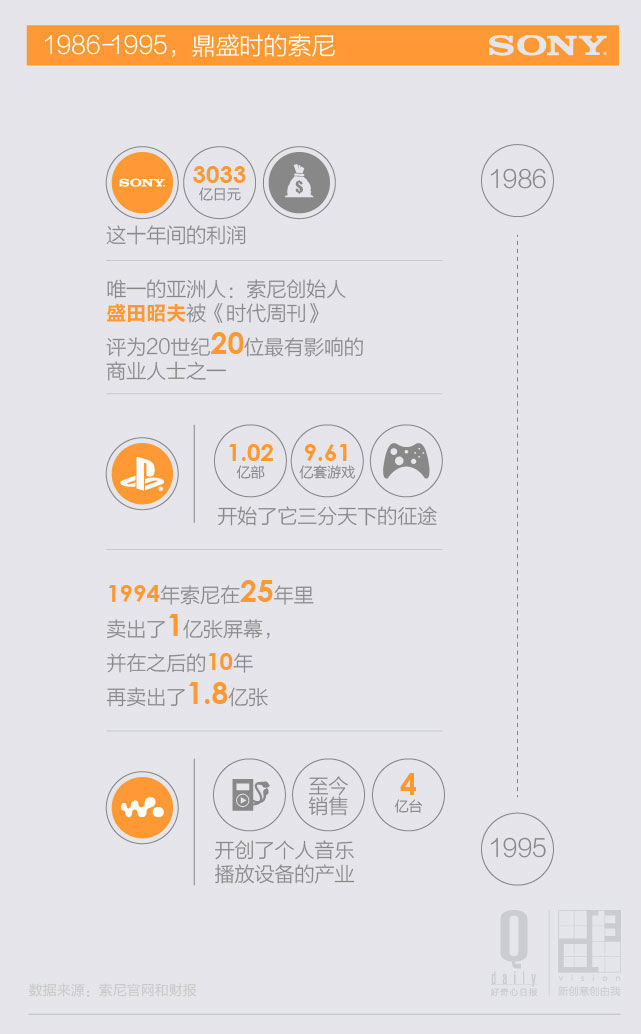 1986-1995，鼎盛时的索尼
SONY
SONY
3033
亿日元
$
1986
这十年间的利润
唯一的亚洲人：索尼创始人
盛田昭夫被《时代周刊》
评为20世纪20位最有影响的
商业人士之一
1.02
亿部
9.61
亿套游戏
开始了它三分天下的征途
1994年索尼在25年里
卖出了1亿张屏幕，
并在之后的10年
再卖出了1.8亿张
至今
销售
4
亿台
开创了个人音乐
播放设备的产业
1995
Q
daily
好奇心日报
vision
新创意创由我
数据来源：索尼官网和财报